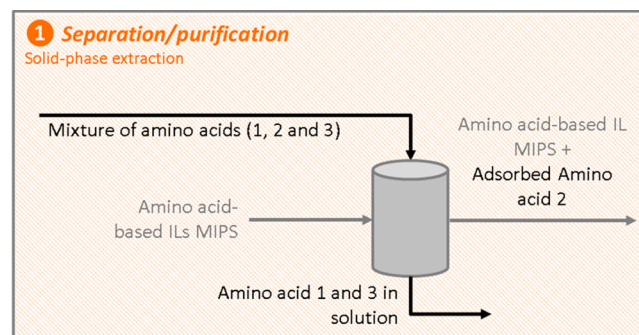 1 Separation/purification
Solid-phase extraction
Mixture of amino acids (1, 2 and 3)
Amino acid-based IL
MIPS +
Adsorbed Amino
acid 2
Amino acid-
based ILs MIPS
Amino acid 1 and 3 in
solution